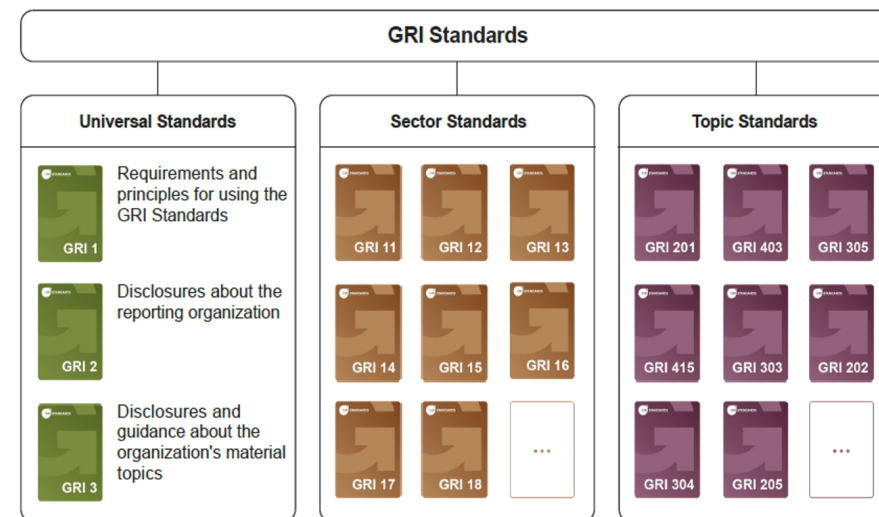 GRI Standards
Universal Standards
GRI 1
Requirements and
principles for using the
GRI Standards
GRI 2
Disclosures about the
reporting organization
GRI 3
Disclosures and
guidance about the
organization's material
topics
Sector Standards
GRI 11
GRI 12
GRI 13
GRI 14
GRI 15
GRI 16
GRI 17
GRI 18
...
Topic Standards
GRI 201
GRI 403
GRI 305
GRI 415
GRI 303
GRI 202
GRI 304
GRI 205
...